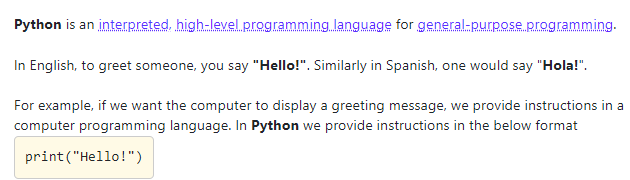 Python is an interpreted, high-level programming language for general-purpose programming.
In English, to greet someone, you say "Hello!". Similarly in Spanish, one would say "Hola!".
For example, if we want the computer to display a greeting message, we provide instructions in a
computer programming language. In Python we provide instructions in the below format
print("Hello!")